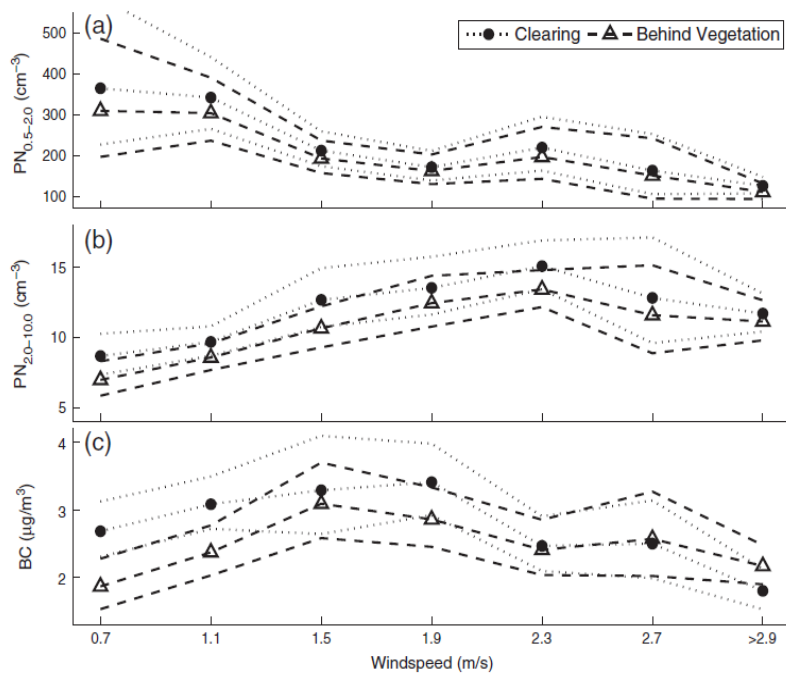 (a)
Clearing
Behind Vegetation
PN0.5–2.0 (cm−3)
500
400
300
200
100
(b)
PN2.0–10.0 (cm−3)
15
10
5
(c)
BC (µg/m3)
4
3
2
0.7 1.1 1.5 1.9 2.3 2.7 >2.9
Windspeed (m/s)